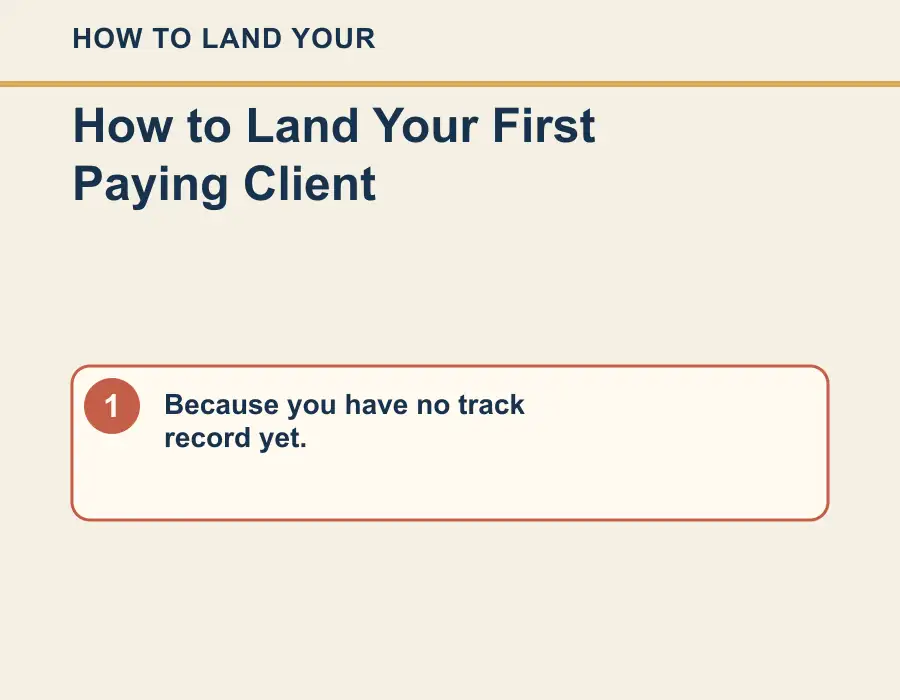 HOW TO LAND YOUR
How to Land Your First
Paying Client
1
Because you have no track
record yet.